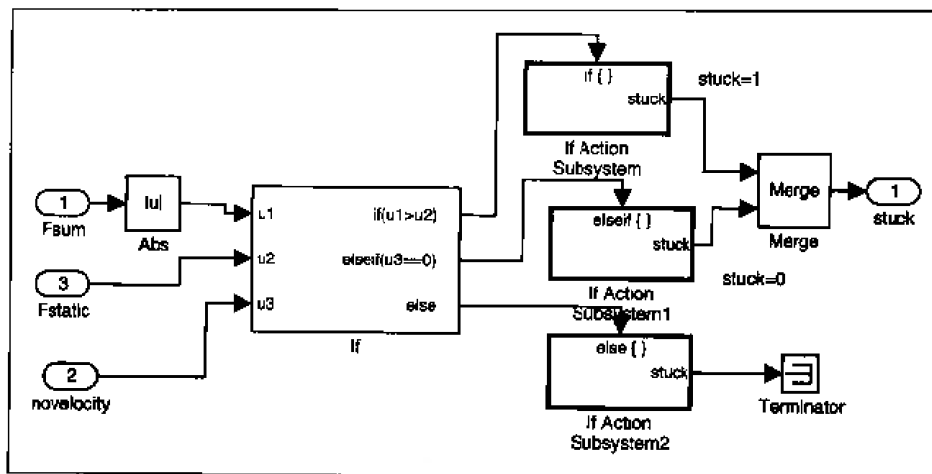 if { }
stuck
stuck=1
If Action
Subsystem
1
Fsum
|u|
Abs
u1
if(u1>u2)
elseif { }
stuck
Merge
Merge
1
stuck
3
Fstatic
u2
elseif(u3==0)
stuck=0
If Action
Subsystem1
2
novelocity
u3
else
If
else { }
stuck
Terminator
If Action
Subsystem2